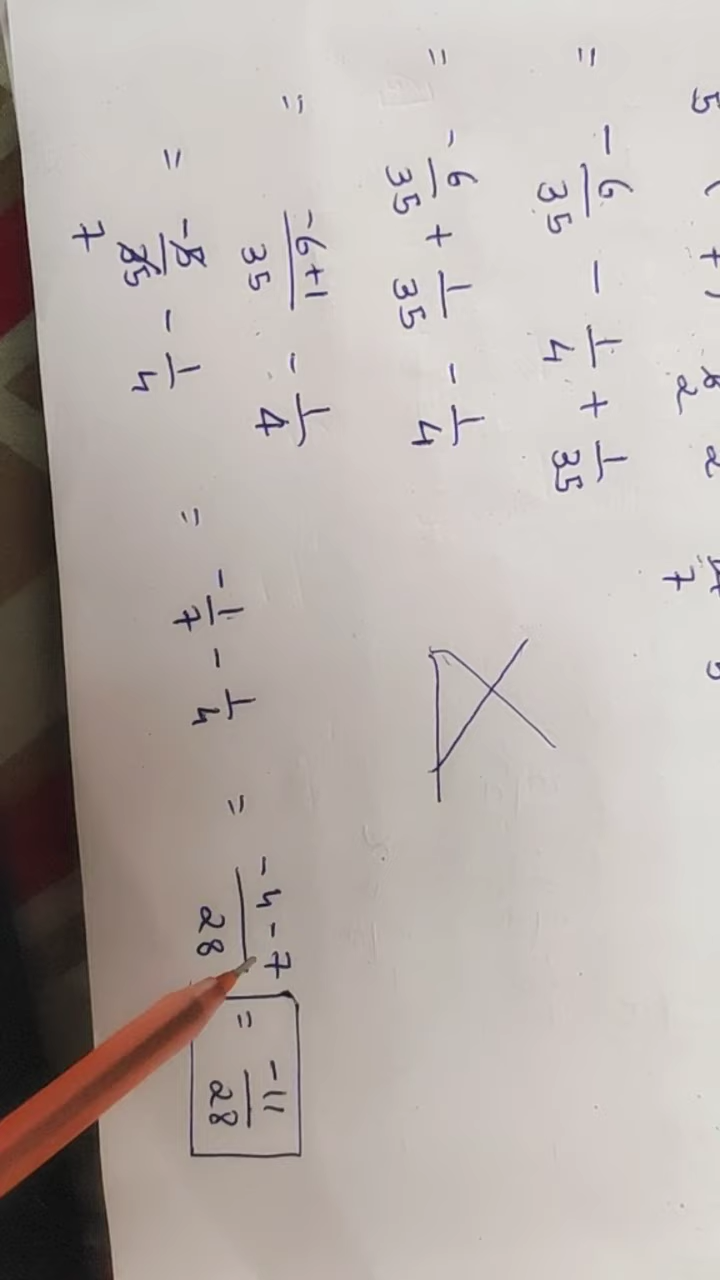 = -6/35 - 1/4 + 1/35
= -6/35 + 1/35 - 1/4
= -6+1/35 - 1/4
= -5/35 - 1/4 = -1/7 - 1/4 = -4-7/28 = -11/28
7